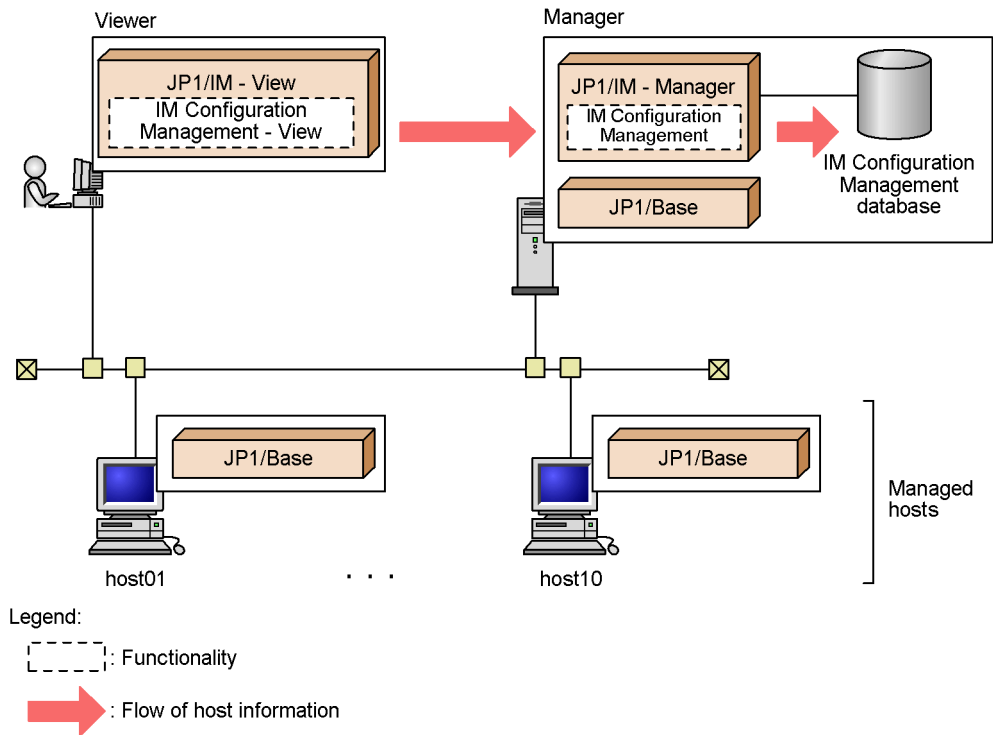 Viewer
Manager
JP1/IM - View
IM Configuration
Management - View
JP1/IM - Manager
IM Configuration
Management
JP1/Base
IM Configuration
Management
database
JP1/Base
JP1/Base
Managed
hosts
host01
. . .
host10
Legend:
: Functionality
: Flow of host information